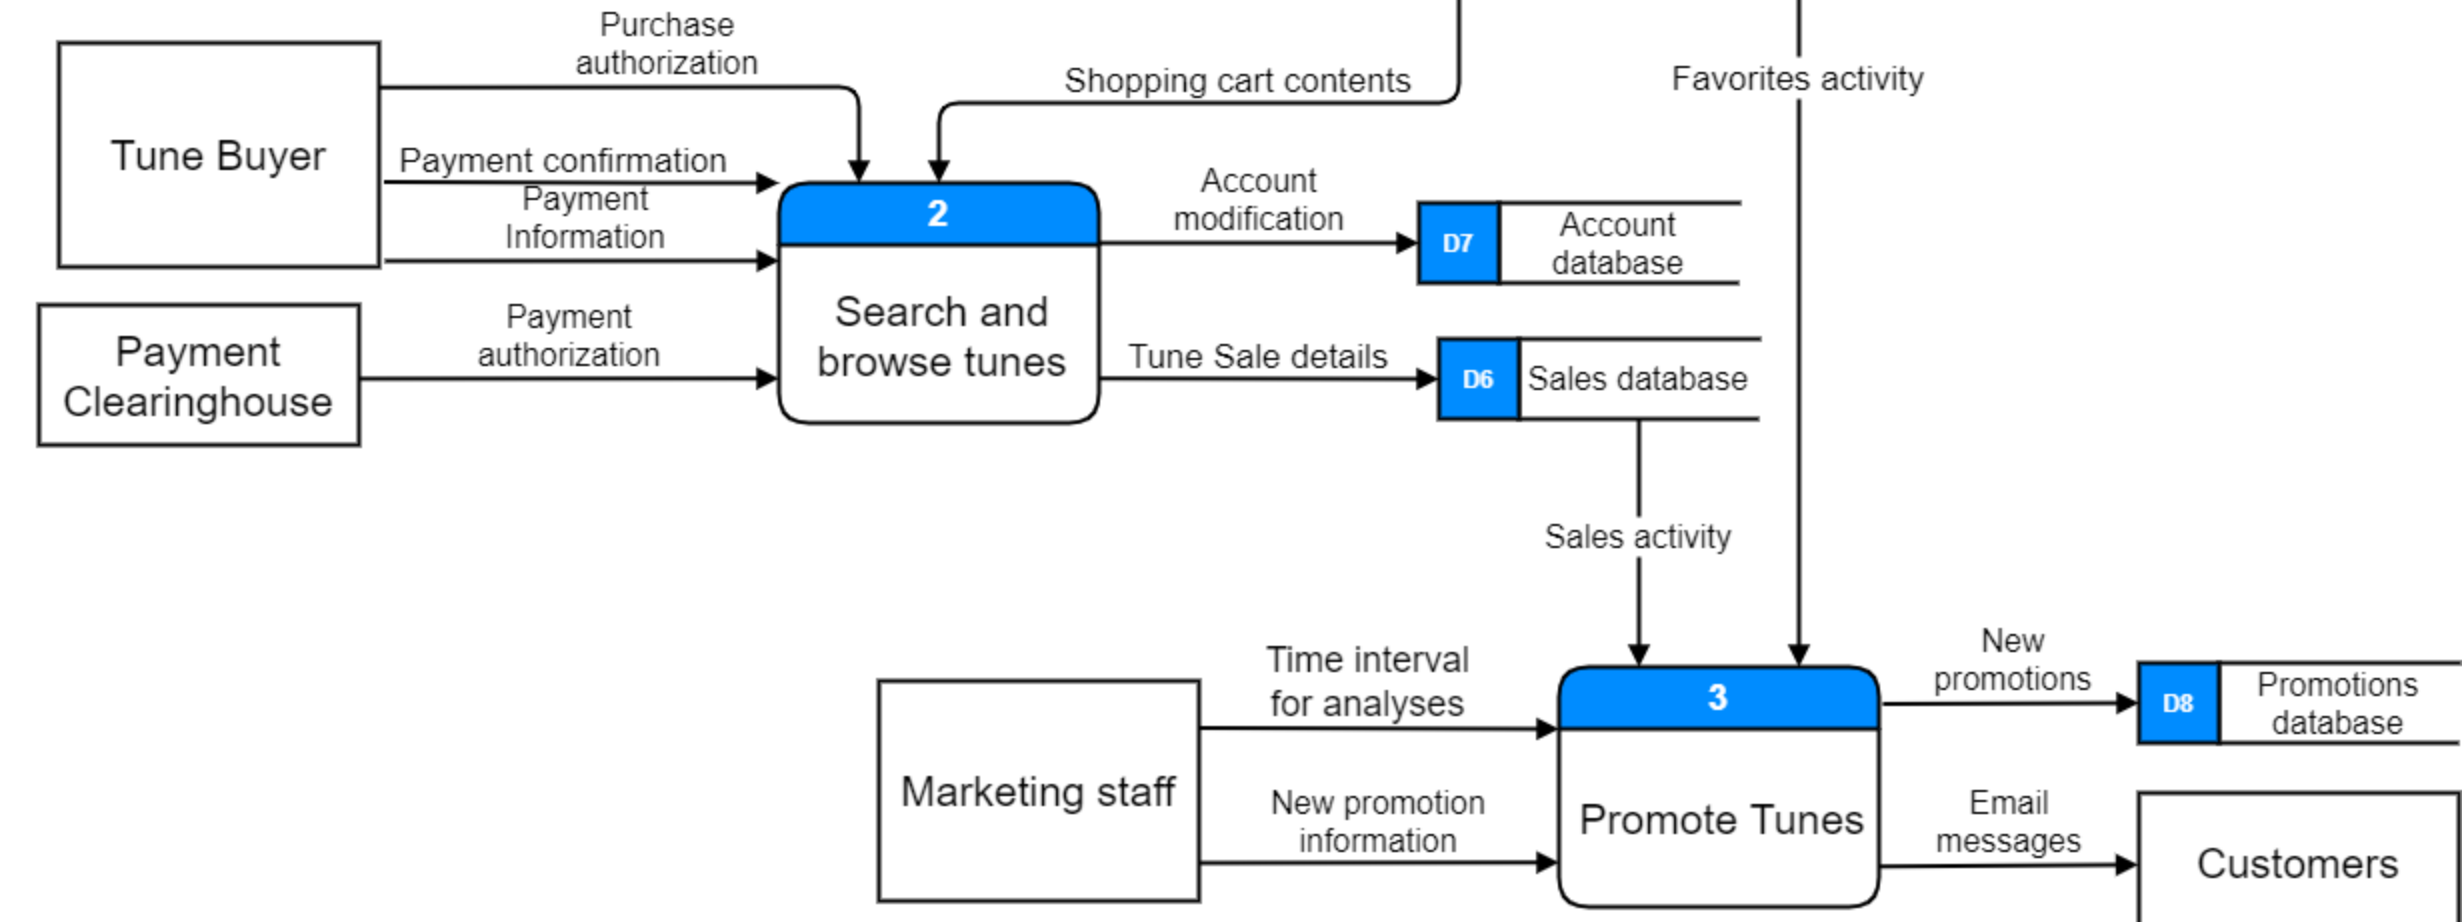 Purchase
authorization
Shopping cart contents
Favorites activity
Tune Buyer
Payment confirmation
Payment
Information
2
Search and
browse tunes
Account
modification
D7
Account
database
Payment
Clearinghouse
Payment
authorization
Tune Sale details
D6
Sales database
Sales activity
Marketing staff
Time interval
for analyses
New promotion
information
3
Promote Tunes
New
promotions
D8
Promotions
database
Email
messages
Customers